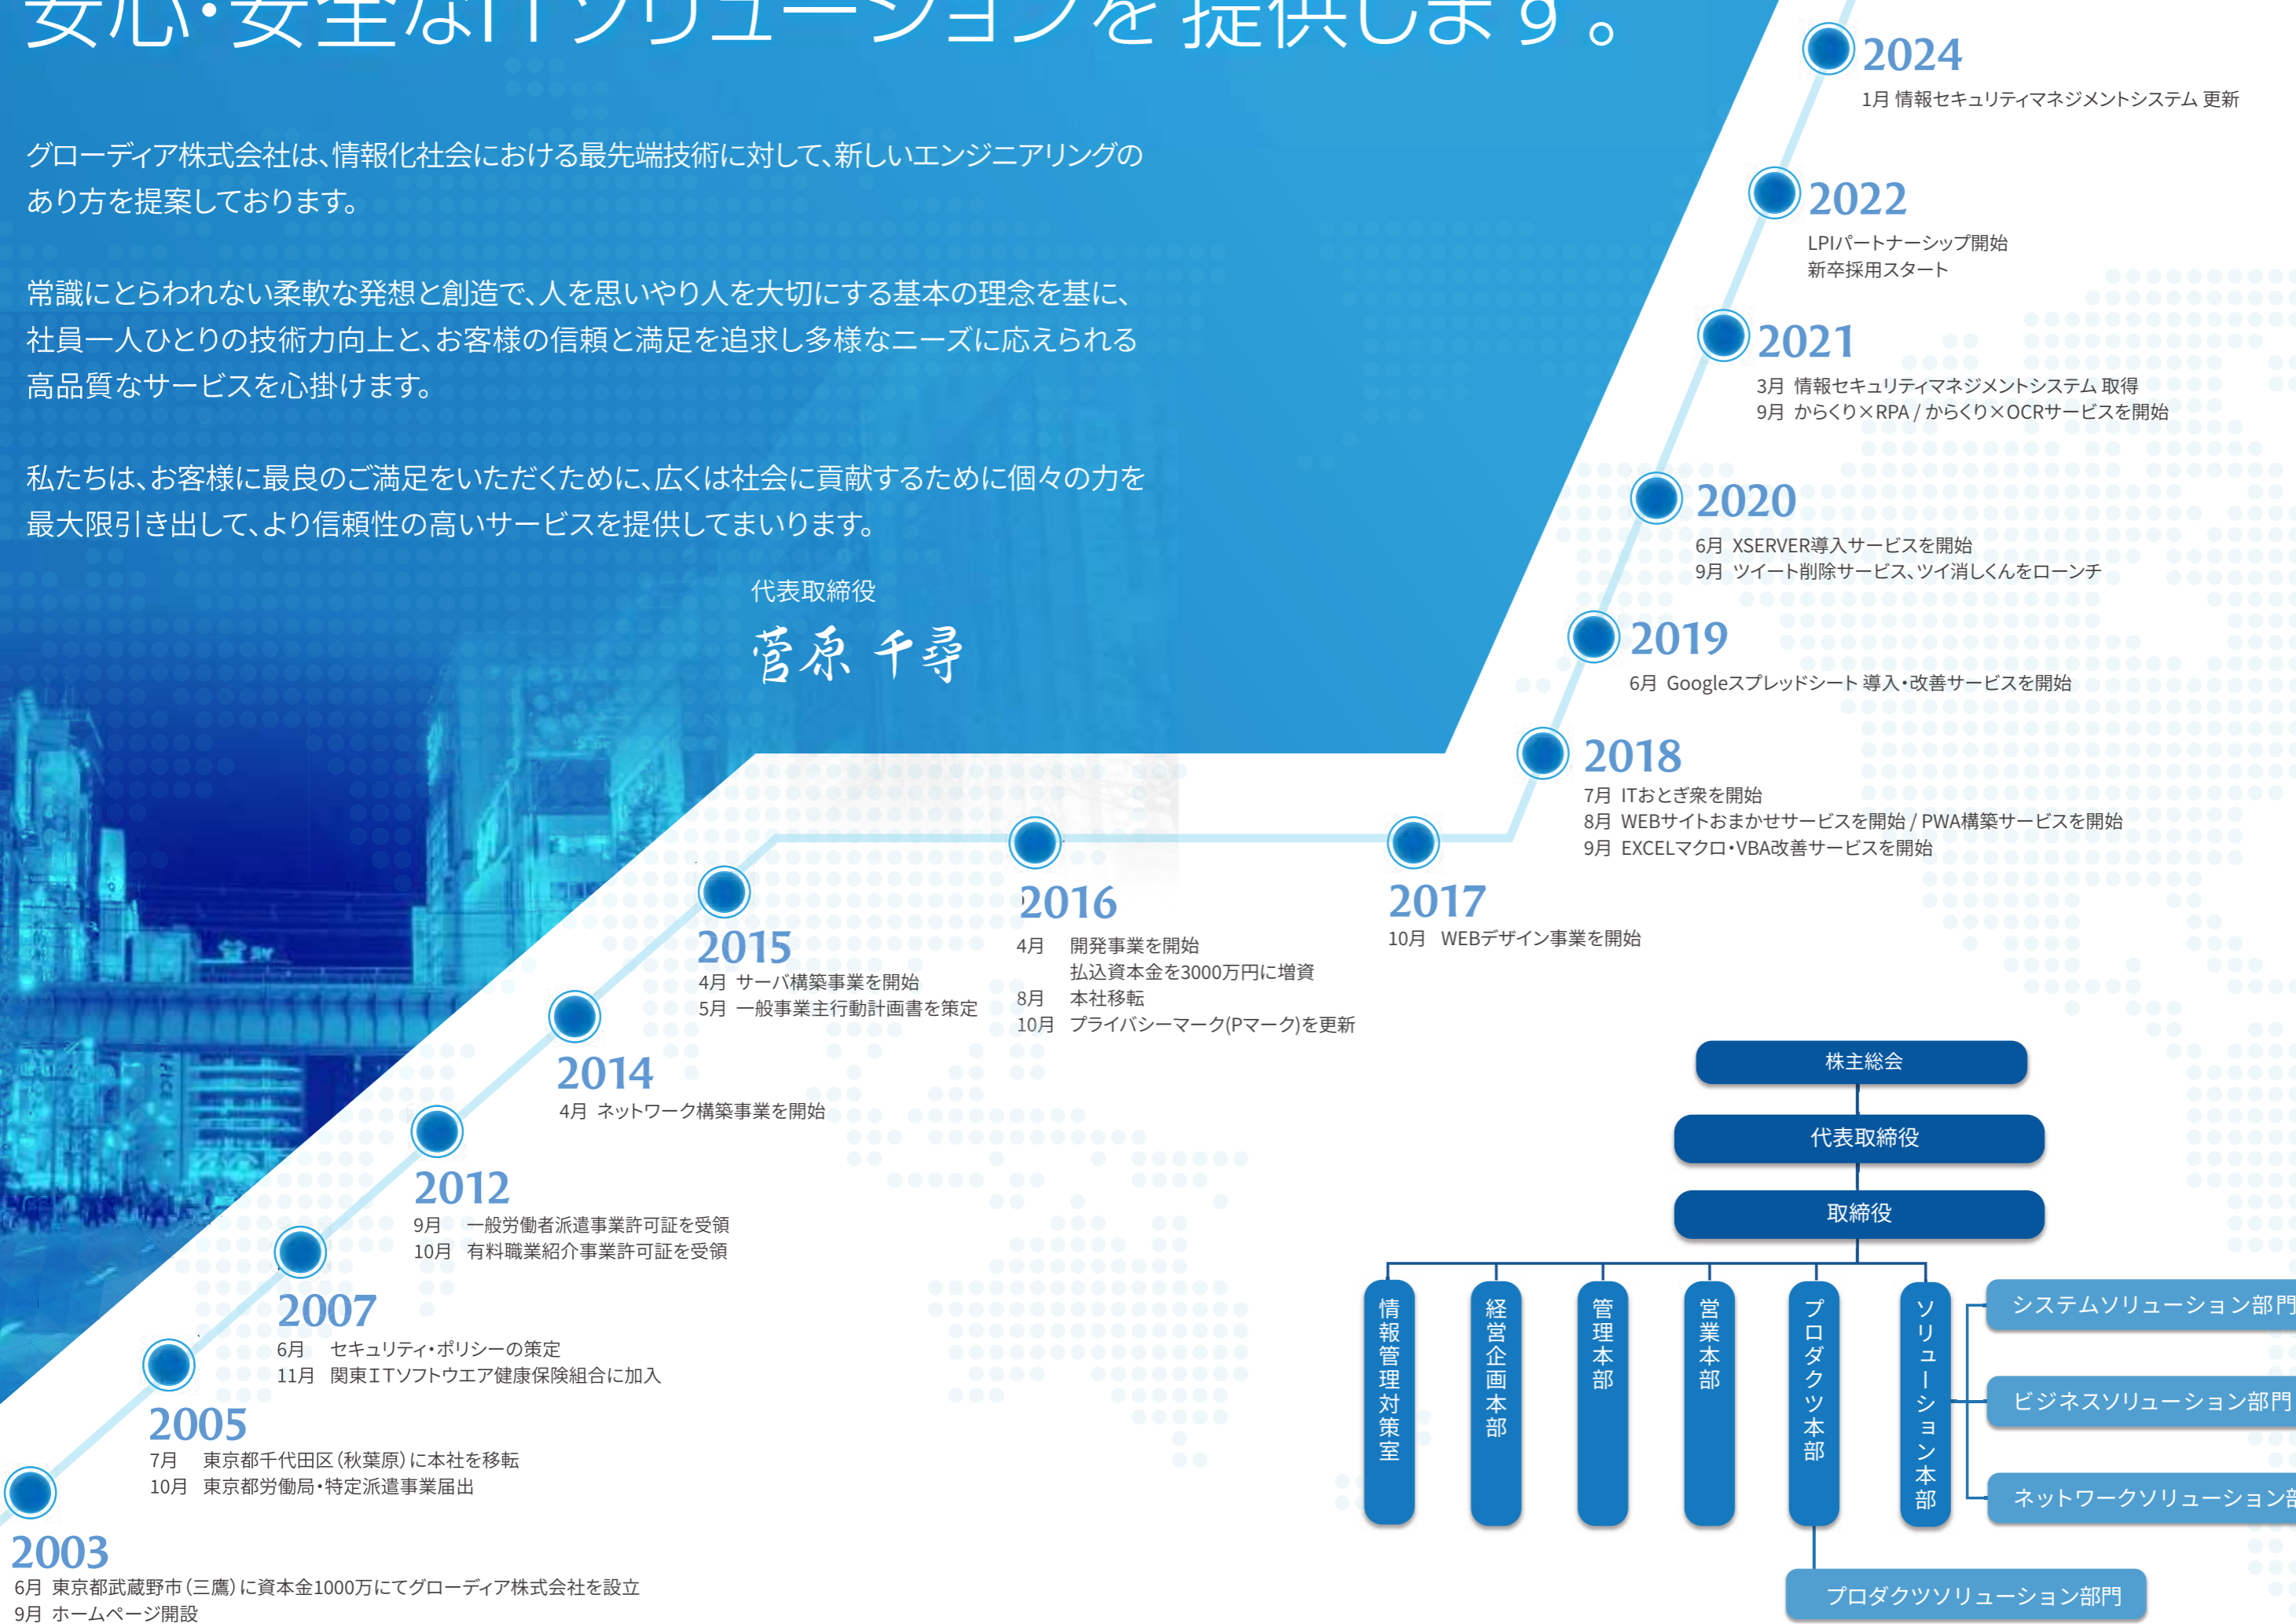 安心・安全なITソリューションを 提供します。
グローディア株式会社は、情報化社会における最先端技術に対して、新しいエンジニアリングの
あり方を提案しております。
常識にとらわれない柔軟な発想と創造で、人を思いやり人を大切にする基本の理念を基に、
社員一人ひとりの技術力向上と、お客様の信頼と満足を追求し多様なニーズに応えられる
高品質なサービスを心掛けます。
私たちは、お客様に最良のご満足をいただくために、広くは社会に貢献するために個々の力を
最大限引き出して、より信頼性の高いサービスを提供してまいります。
代表取締役
菅原 千尋
2024
1月 情報セキュリティマネジメントシステム 更新
2022
LPIパートナーシップ開始
新卒採用スタート
2021
3月 情報セキュリティマネジメントシステム 取得
9月 からくり×RPA / からくり×OCRサービスを開始
2020
6月 XSERVER導入サービスを開始
9月 ツイート削除サービス、ツイ消しくんをローンチ
2019
6月 Googleスプレッドシート 導入・改善サービスを開始
2018
7月 ITおとぎ衆を開始
8月 WEBサイトおまかせサービスを開始 / PWA構築サービスを開始
9月 EXCELマクロ・VBA改善サービスを開始
2017
10月 WEBデザイン事業を開始
2016
4月 開発事業を開始
払込資本金を3000万円に増資
8月 本社移転
10月 プライバシーマーク(Pマーク)を更新
2015
4月 サーバ構築事業を開始
5月 一般事業主行動計画書を策定
2014
4月 ネットワーク構築事業を開始
2012
9月 一般労働者派遣事業許可証を受領
10月 有料職業紹介事業許可証を受領
2007
6月 セキュリティ・ポリシーの策定
11月 関東ITソフトウエア健康保険組合に加入
2005
7月 東京都千代田区(秋葉原)に本社を移転
10月 東京都労働局・特定派遣事業届出
2003
6月 東京都武蔵野市(三鷹)に資本金1000万にてグローディア株式会社を設立
9月 ホームページ開設
株主総会
代表取締役
取締役
情報管理対策室
経営企画本部
管理本部
営業本部
プロダクツ本部
ソリューション本部
システムソリューション部門
ビジネスソリューション部門
ネットワークソリューション部
プロダクツソリューション部門